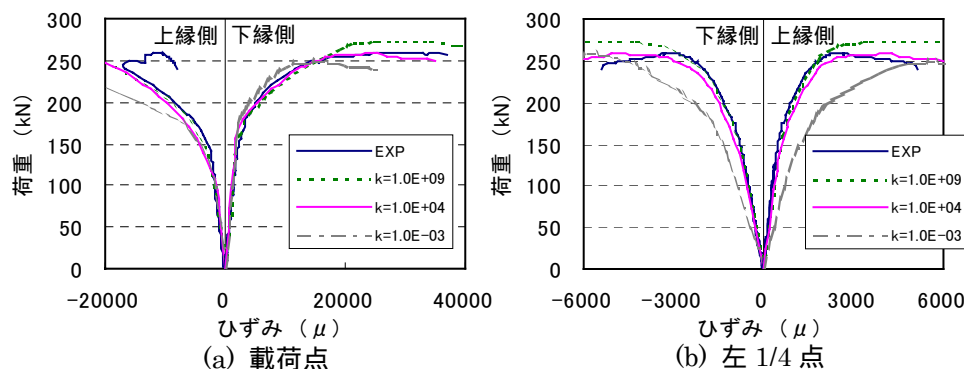 300
250
200
150
100
50
0
荷重 (kN)
上縁側
下縁側
EXP
k=1.0E+09
k=1.0E+04
k=1.0E-03
-20000 0 20000 40000
ひずみ (μ)
(a) 載荷点
300
250
200
150
100
50
0
荷重 (kN)
下縁側
上縁側
EXP
k=1.0E+09
k=1.0E+04
k=1.0E-03
-6000 -3000 0 3000 6000
ひずみ (μ)
(b) 左 1/4 点